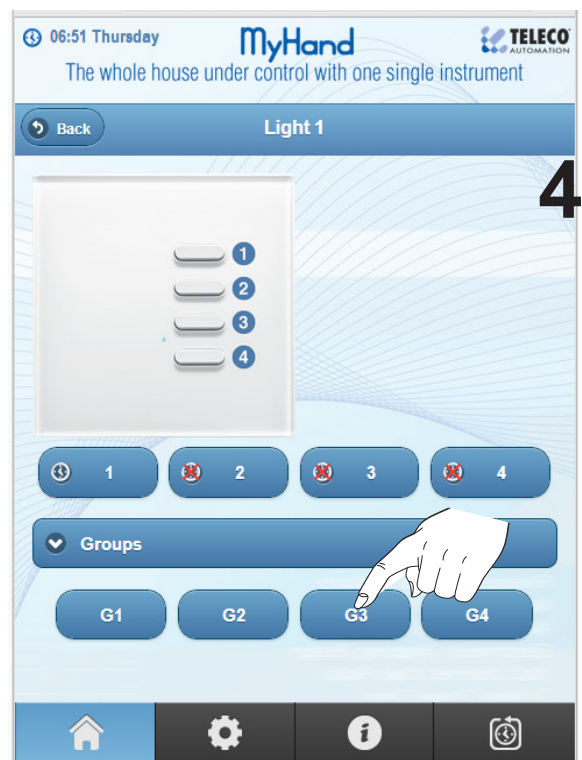 06:51 Thursday
MyHand
TELECO
AUTOMATION
The whole house under control with one single instrument
Back
Light 1
4
1
2
3
4
1
2
3
4
Groups
G1
G2
G3
G4
i